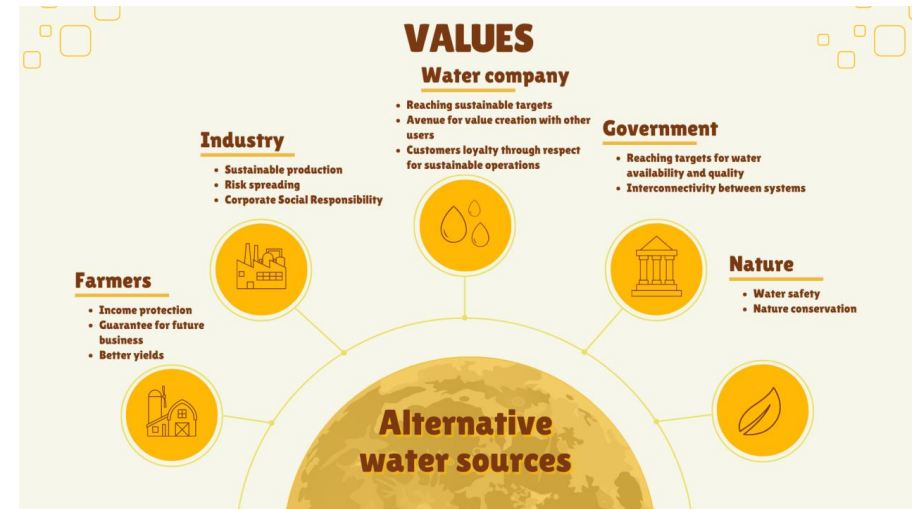 VALUES
Water company
• Reaching sustainable targets
• Avenue for value creation with other
users
• Customers loyalty through respect
for sustainable operations
Industry
• Sustainable production
• Risk spreading
• Corporate Social Responsibility
Government
• Reaching targets for water
availability and quality
• Interconnectivity between systems
Farmers
• Income protection
• Guarantee for future
business
• Better yields
Nature
• Water safety
• Nature conservation
Alternative
water sources